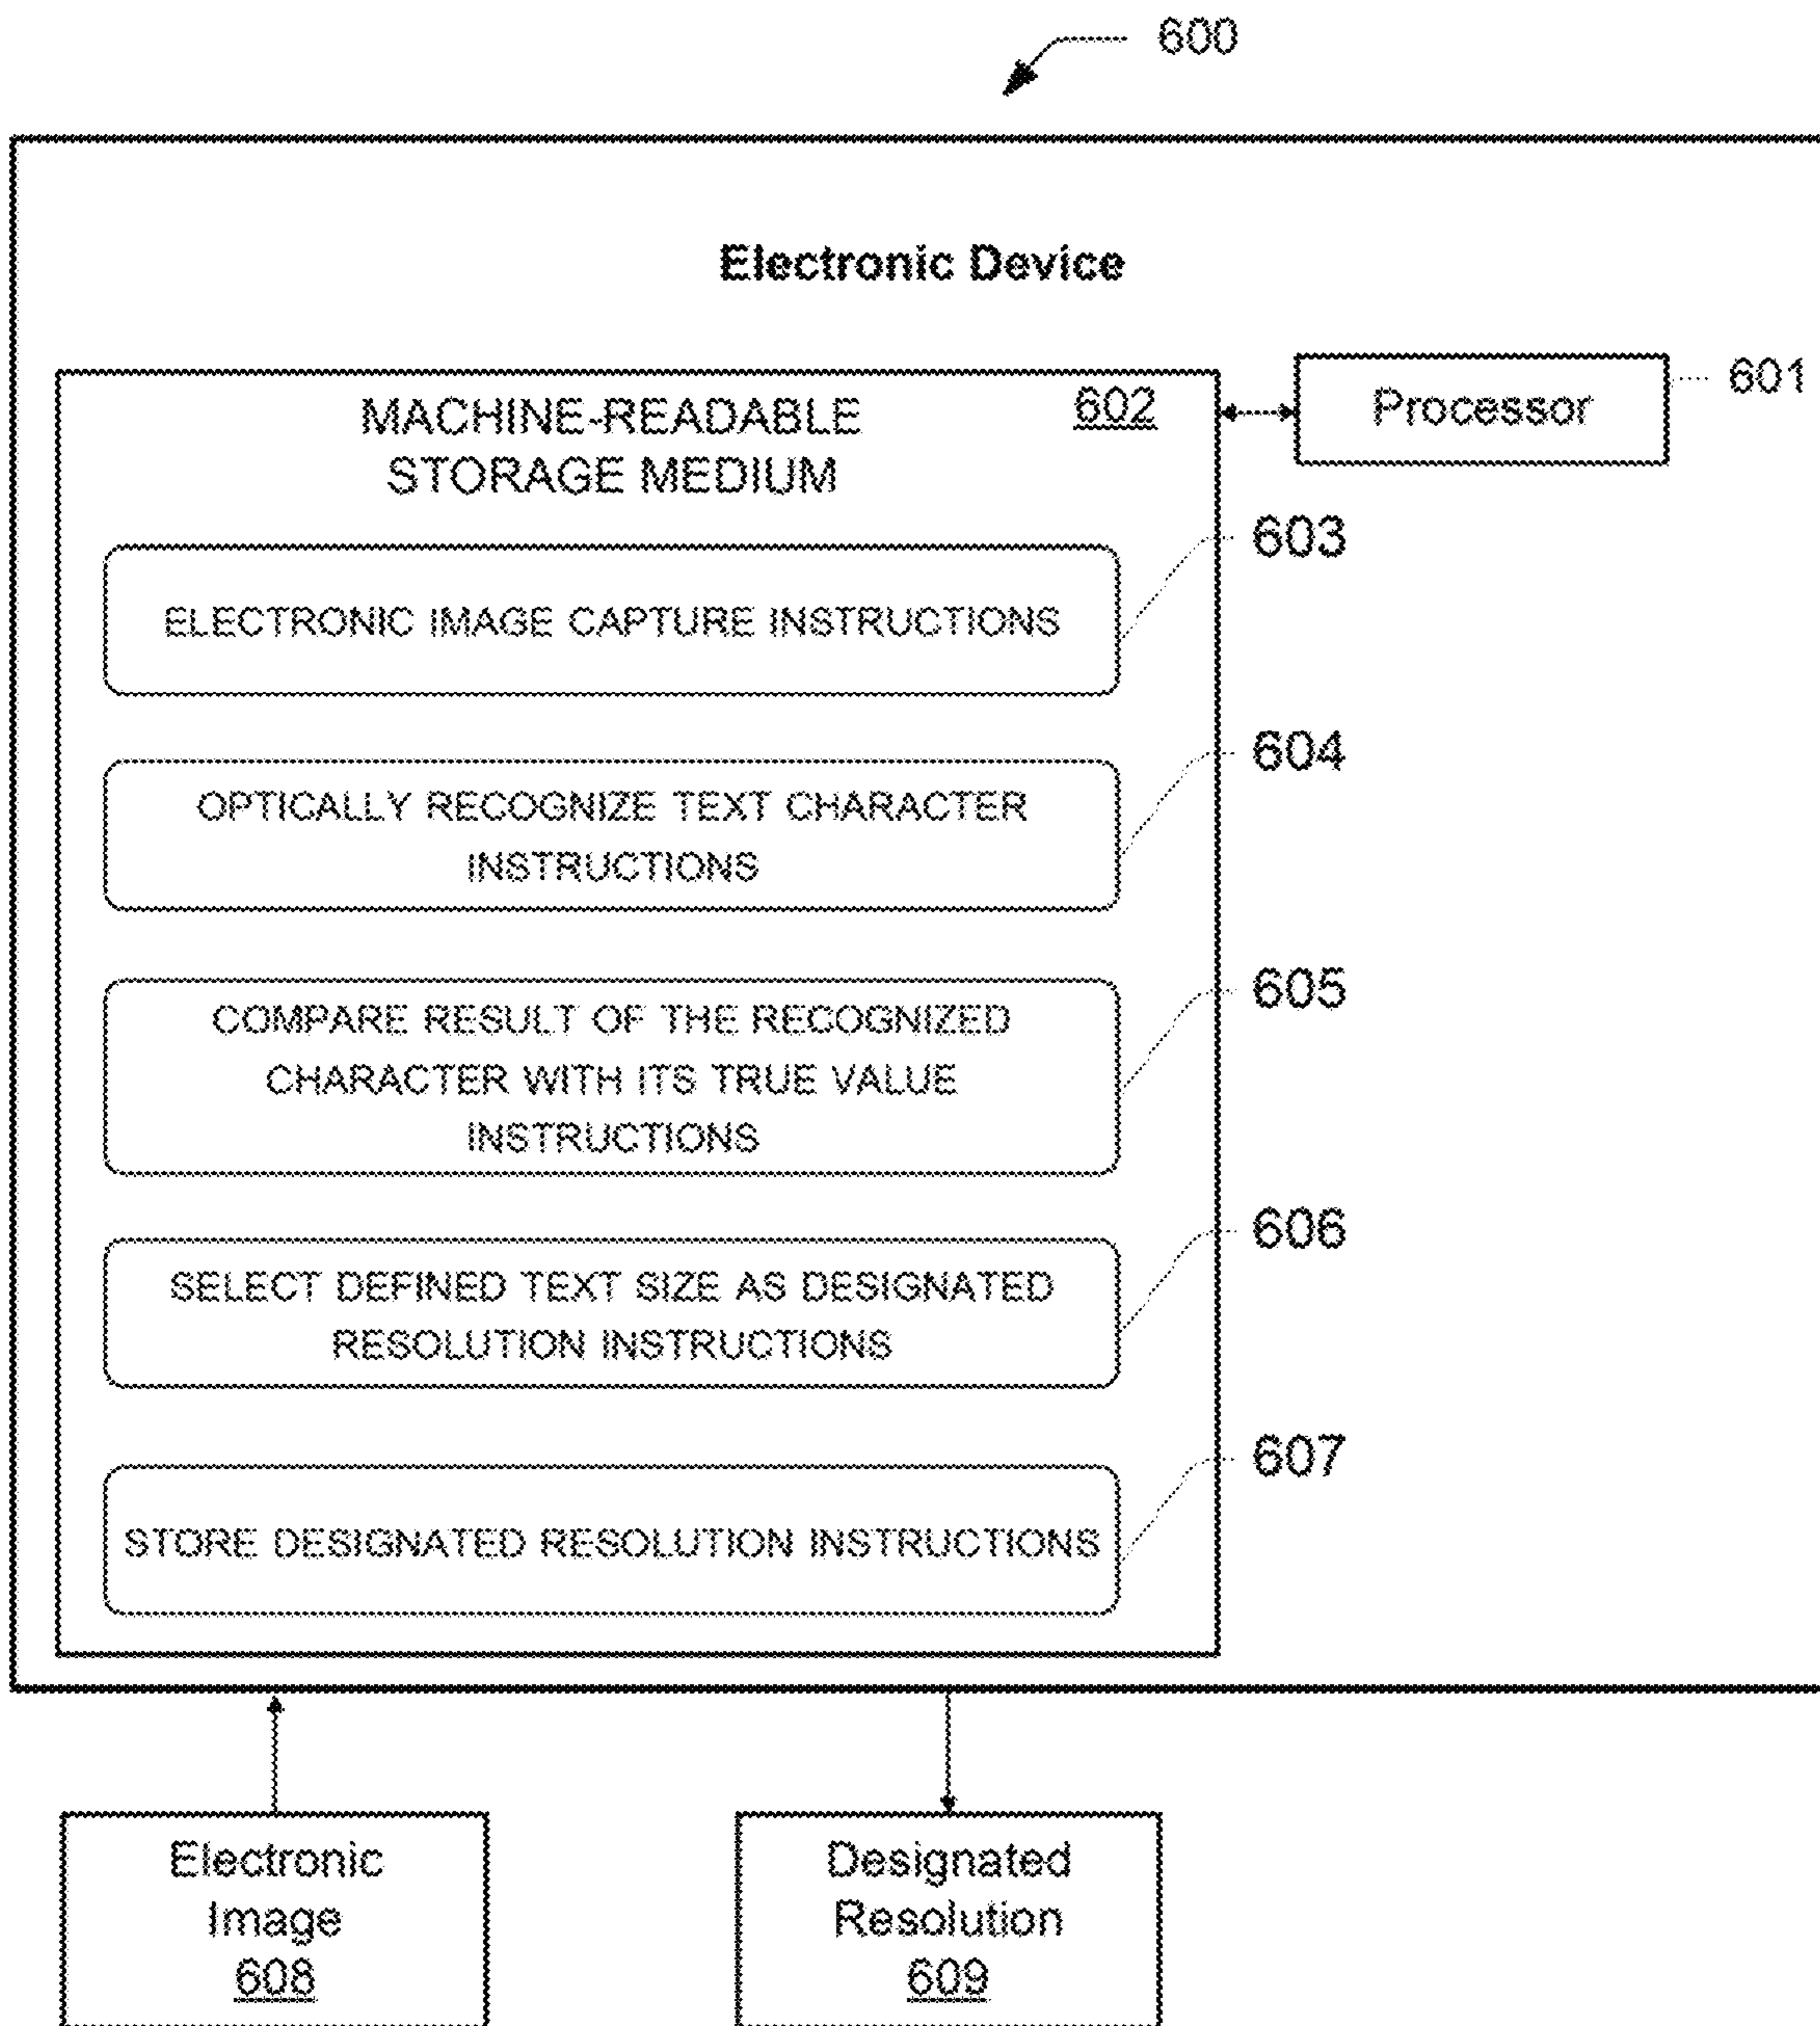 600
Electronic Device
MACHINE-READABLE
STORAGE MEDIUM
602
Processor
601
603
ELECTRONIC IMAGE CAPTURE INSTRUCTIONS
604
OPTICALLY RECOGNIZE TEXT CHARACTER
INSTRUCTIONS
605
COMPARE RESULT OF THE RECOGNIZED
CHARACTER WITH ITS TRUE VALUE
INSTRUCTIONS
606
SELECT DEFINED TEXT SIZE AS DESIGNATED
RESOLUTION INSTRUCTIONS
607
STORE DESIGNATED RESOLUTION INSTRUCTIONS
Electronic
Image
608
Designated
Resolution
609